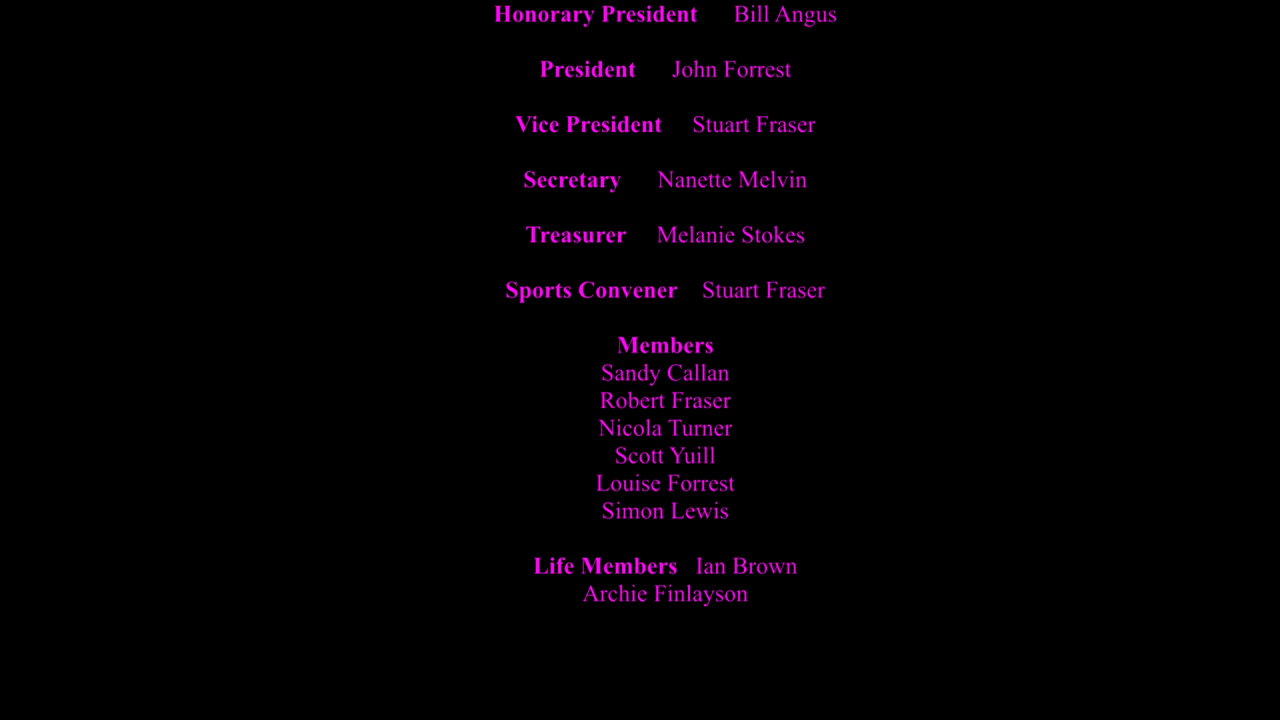 Honorary President Bill Angus
President John Forrest
Vice President Stuart Fraser
Secretary Nanette Melvin
Treasurer Melanie Stokes
Sports Convener Stuart Fraser
Members
Sandy Callan
Robert Fraser
Nicola Turner
Scott Yuill
Louise Forrest
Simon Lewis
Life Members Ian Brown
Archie Finlayson